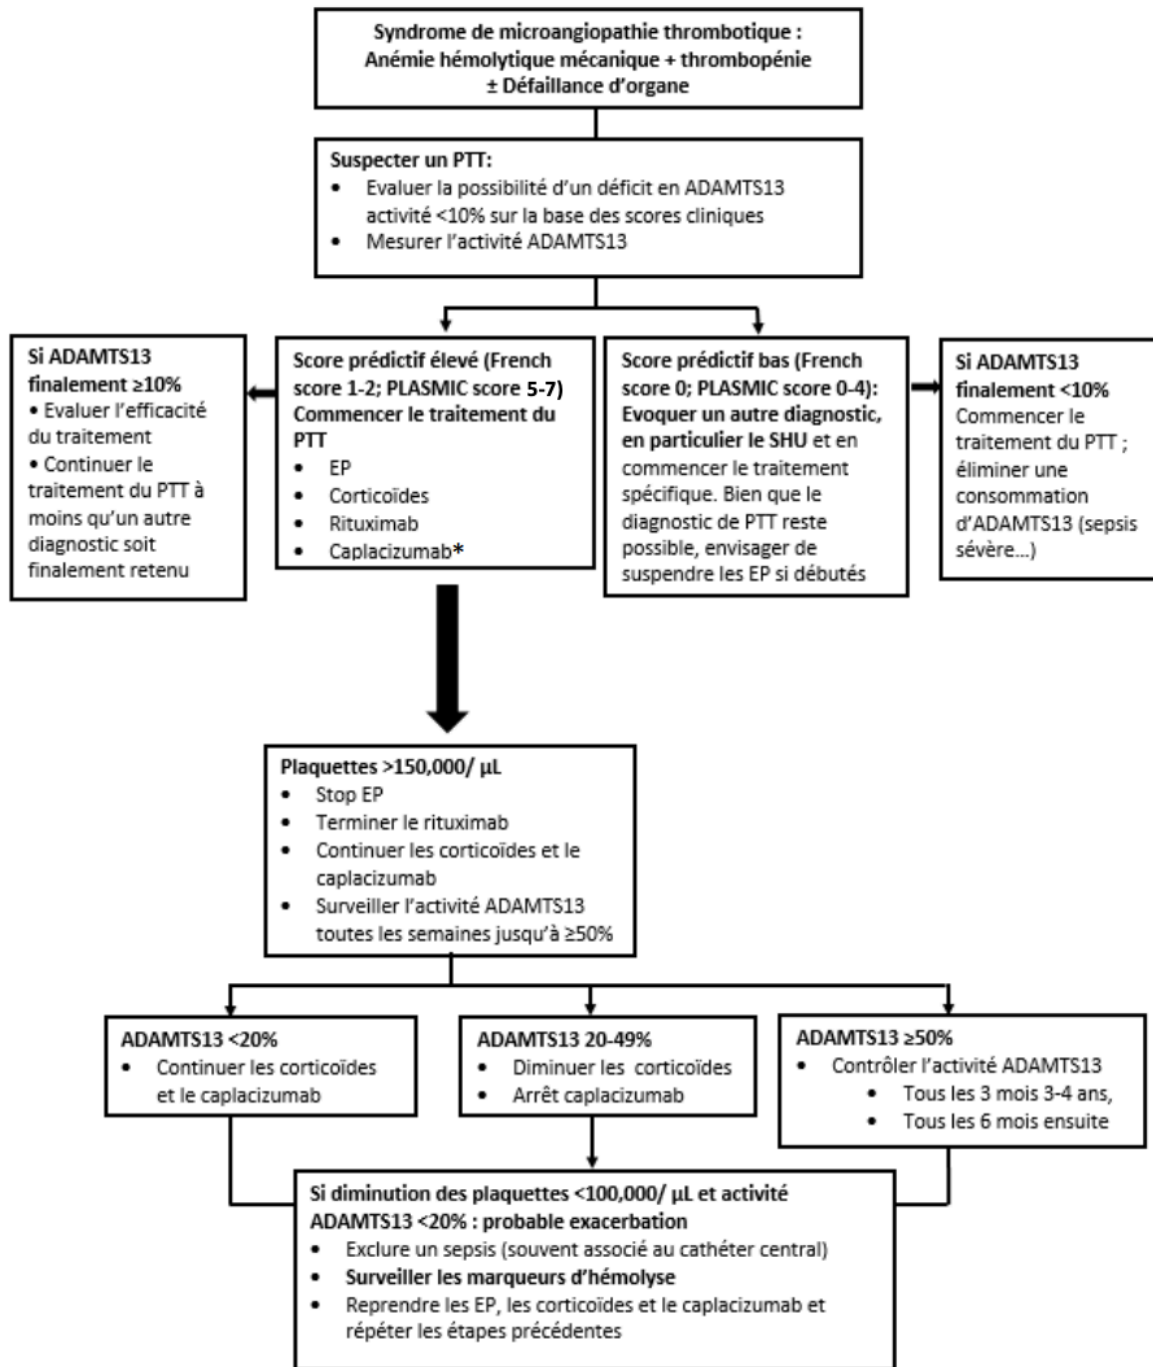 Syndrome de microangiopathie thrombotique :
Anémie hémolytique mécanique + thrombopénie
± Défaillance d'organe
Suspecter un PTT:
• Evaluer la possibilité d'un déficit en ADAMTS13
activité <10% sur la base des scores cliniques
• Mesurer l'activité ADAMTS13
Si ADAMTS13
finalement ≥10%
• Evaluer l'efficacité
du traitement
• Continuer le
traitement du PTT à
moins qu'un autre
diagnostic soit
finalement retenu
Score prédictif élevé (French
score 1-2; PLASMIC score 5-7)
Commencer le traitement du
PTT
• EP
• Corticoïdes
• Rituximab
• Caplacizumab*
Score prédictif bas (French
score 0; PLASMIC score 0-4):
Evoquer un autre diagnostic,
en particulier le SHU et en
commencer le traitement
spécifique. Bien que le
diagnostic de PTT reste
possible, envisager de
suspendre les EP si débutés
Si ADAMTS13
finalement <10%
Commencer le
traitement du PTT ;
éliminer une
consommation
d'ADAMTS13 (sepsis
sévère...)
Plaquettes >150,000/ µL
• Stop EP
• Terminer le rituximab
• Continuer les corticoïdes et le
caplacizumab
• Surveiller l'activité ADAMTS13
toutes les semaines jusqu'à ≥50%
ADAMTS13 <20%
• Continuer les corticoïdes
et le caplacizumab
ADAMTS13 20-49%
• Diminuer les corticoïdes
• Arrêt caplacizumab
ADAMTS13 ≥50%
• Contrôler l'activité ADAMTS13
• Tous les 3 mois 3-4 ans,
• Tous les 6 mois ensuite
Si diminution des plaquettes <100,000/ µL et activité
ADAMTS13 <20% : probable exacerbation
• Exclure un sepsis (souvent associé au cathéter central)
• Surveiller les marqueurs d'hémolyse
• Reprendre les EP, les corticoïdes et le caplacizumab et
répéter les étapes précédentes